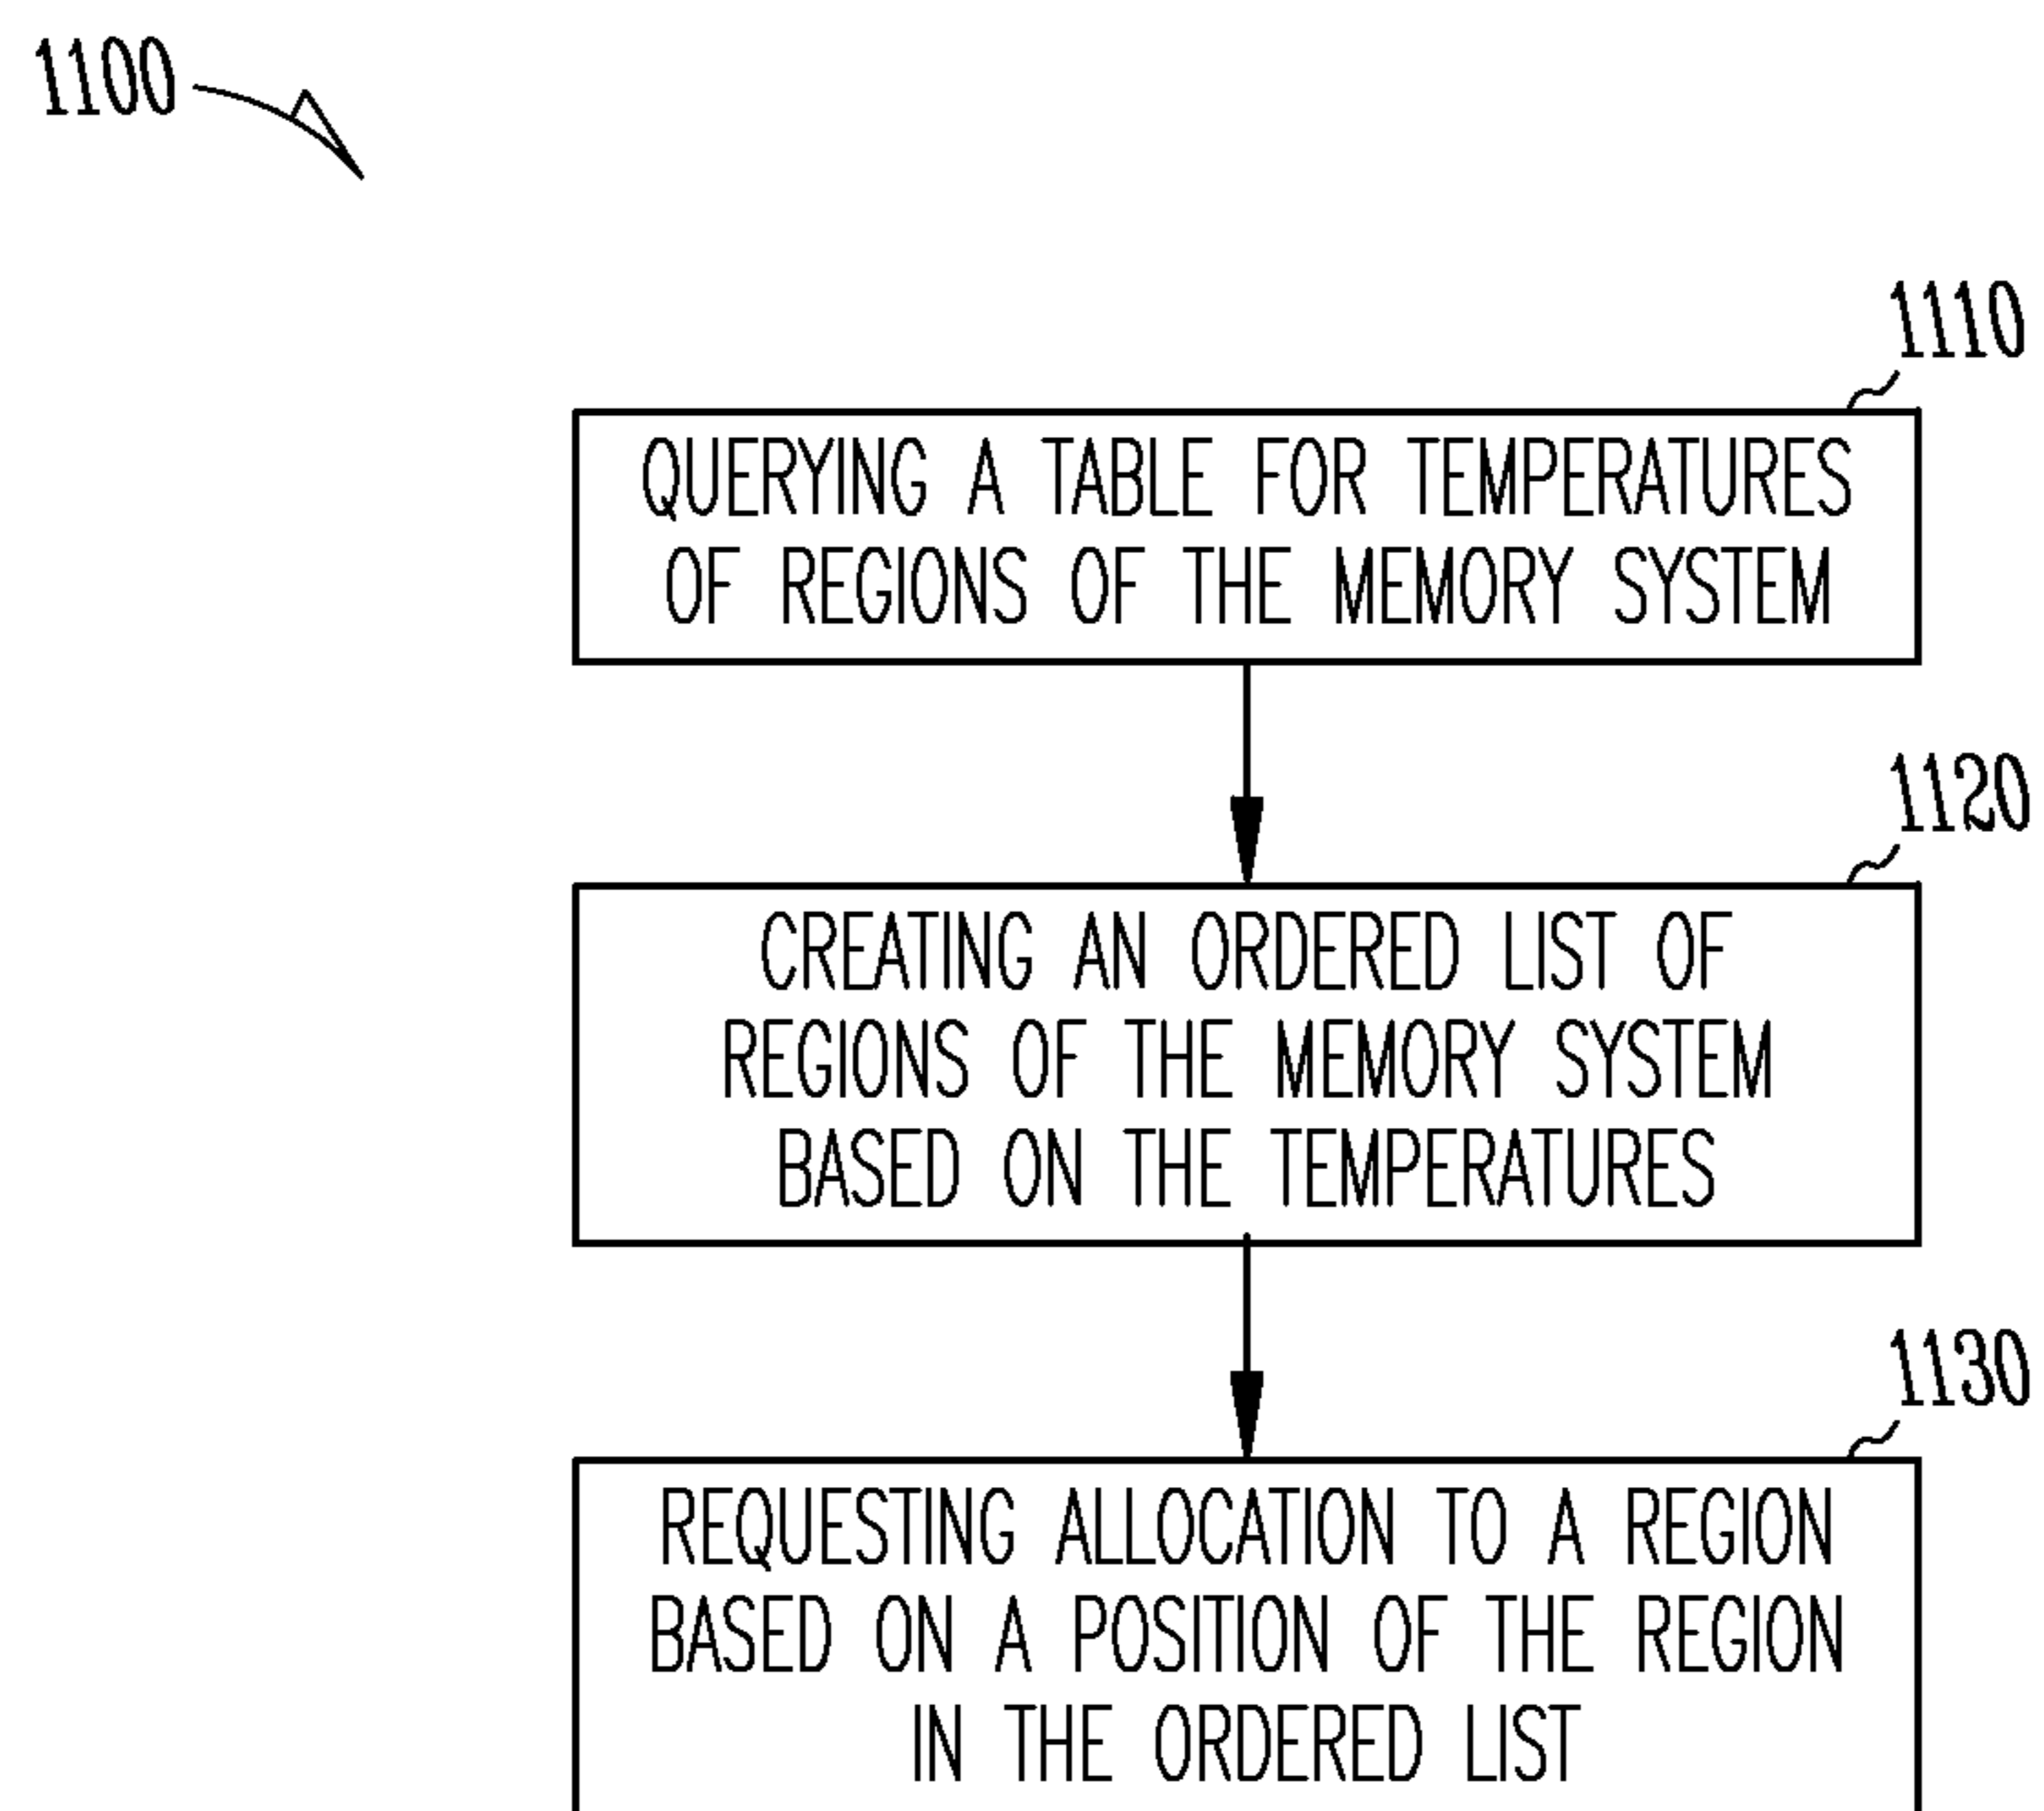 1100
1110
QUERYING A TABLE FOR TEMPERATURES
OF REGIONS OF THE MEMORY SYSTEM
1120
CREATING AN ORDERED LIST OF
REGIONS OF THE MEMORY SYSTEM
BASED ON THE TEMPERATURES
1130
REQUESTING ALLOCATION TO A REGION
BASED ON A POSITION OF THE REGION
IN THE ORDERED LIST